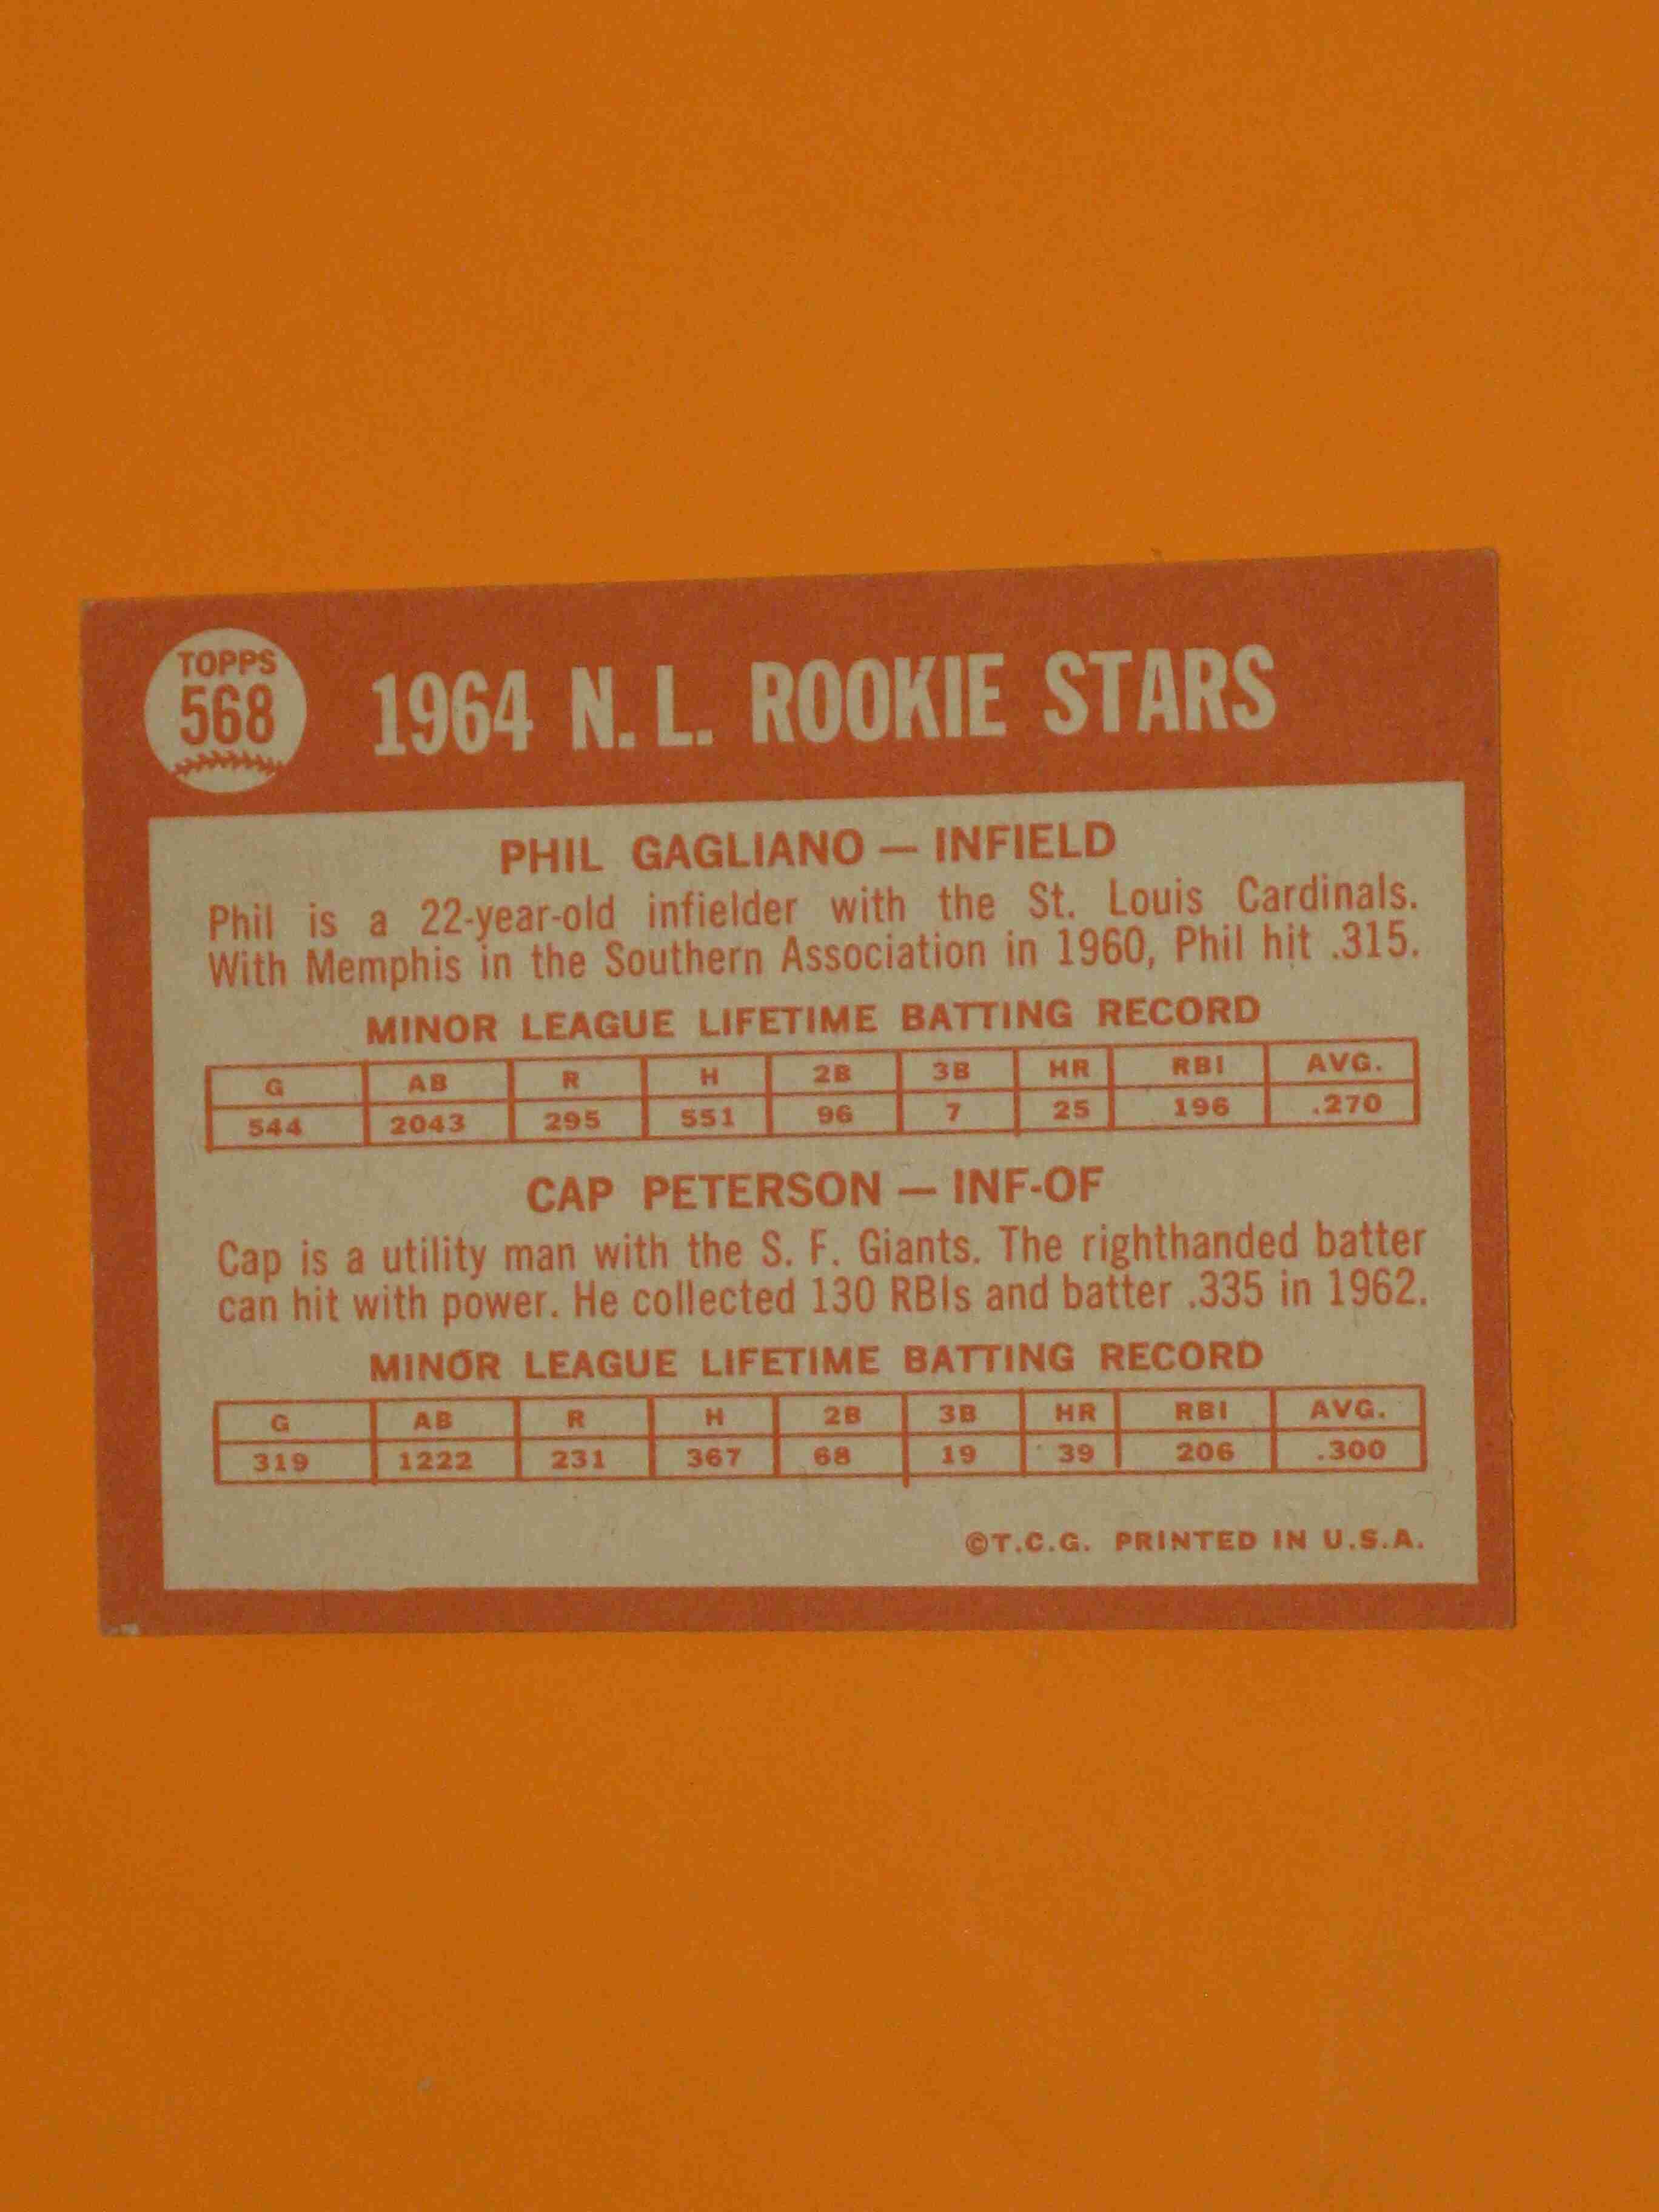 TOPPS
568
1964 N. L. ROOKIE STARS
PHIL GAGLIANO — INFIELD
Phil is a 22-year-old infielder with the St. Louis Cardinals.
With Memphis in the Southern Association in 1960, Phil hit .315.
MINOR LEAGUE LIFETIME BATTING RECORD
G AB R H 2B 3B HR RBI AVG.
544 2043 295 551 96 7 25 196 .270
CAP PETERSON — INF-OF
Cap is a utility man with the S. F. Giants. The righthanded batter
can hit with power. He collected 130 RBIs and batter .335 in 1962.
MINOR LEAGUE LIFETIME BATTING RECORD
G AB R H 2B 3B HR RBI AVG.
319 1222 231 367 68 19 39 206 .300
©T.C.G. PRINTED IN U.S.A.